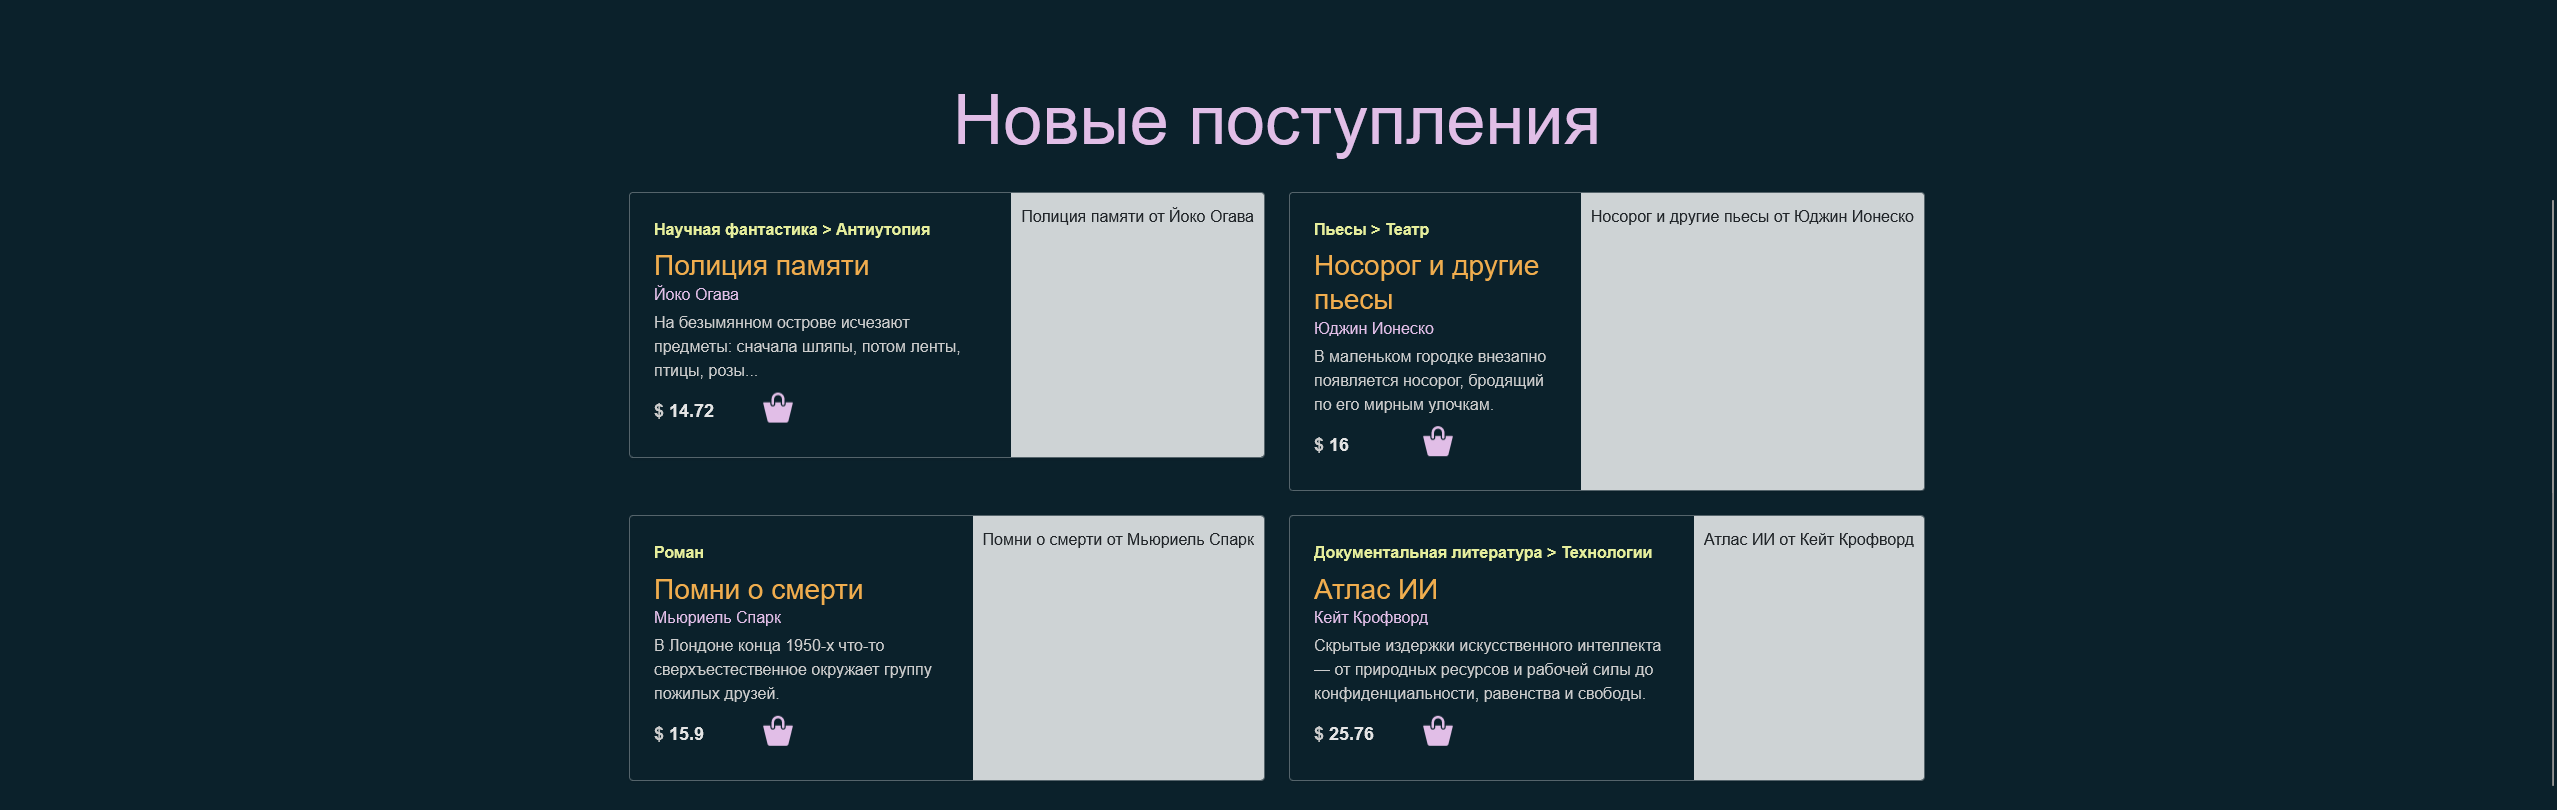 Новые поступления
Научная фантастика > Антиутопия
Полиция памяти
Йоко Огава
На безымянном острове исчезают
предметы: сначала шляпы, потом ленты,
птицы, розы...
$ 14.72
Полиция памяти от Йоко Огава
Пьесы > Театр
Носорог и другие
пьесы
Юджин Ионеско
В маленьком городке внезапно
появляется носорог, бродящий
по его мирным улочкам.
$ 16
Носорог и другие пьесы от Юджин Ионеско
Роман
Помни о смерти
Мьюриель Спарк
В Лондоне конца 1950-х что-то
сверхъестественное окружает группу
пожилых друзей.
$ 15.9
Помни о смерти от Мьюриель Спарк
Документальная литература > Технологии
Атлас ИИ
Кейт Крофворд
Скрытые издержки искусственного интеллекта
— от природных ресурсов и рабочей силы до
конфиденциальности, равенства и свободы.
$ 25.76
Атлас ИИ от Кейт Крофворд